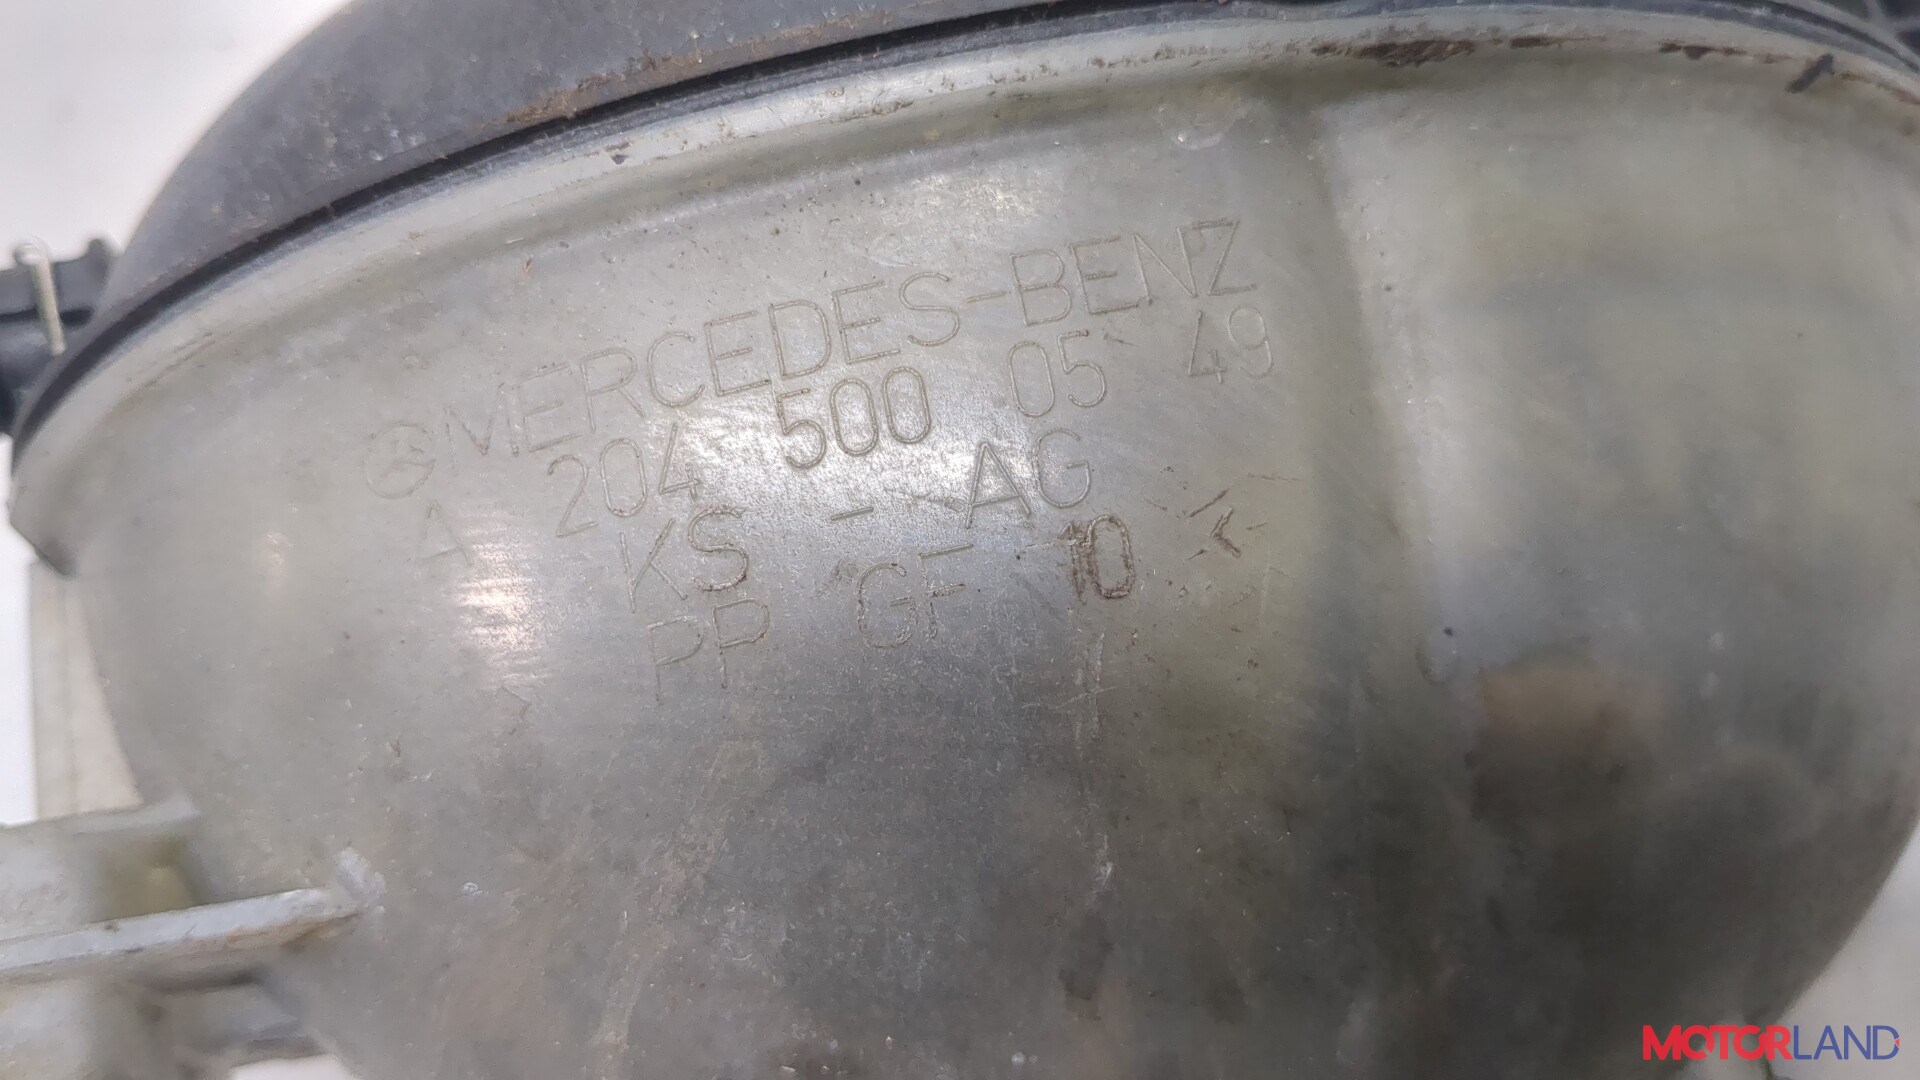 MERCEDES-BENZ
A 204 500 05 49
KS - AG
PP GF 10 <
MOTORLAND